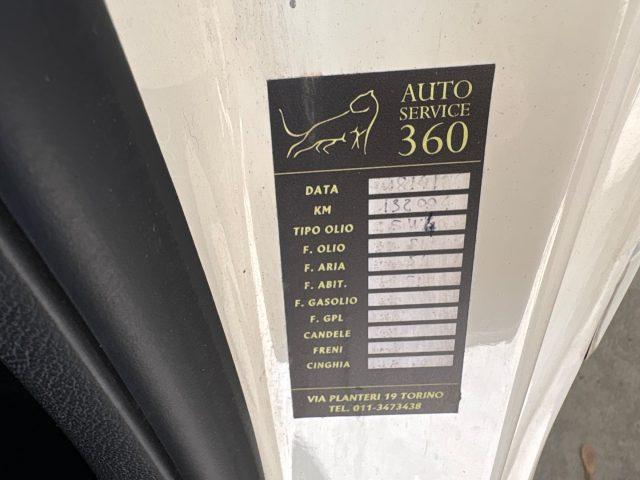 AUTO
SERVICE
360
DATA
KM
TIPO OLIO
F. OLIO
F. ARIA
F. ABIT.
F. GASOLIO
F. GPL
CANDELE
FRENI
CINGHIA
VIA PLANTERI 19 TORINO
TEL. 011-3473438